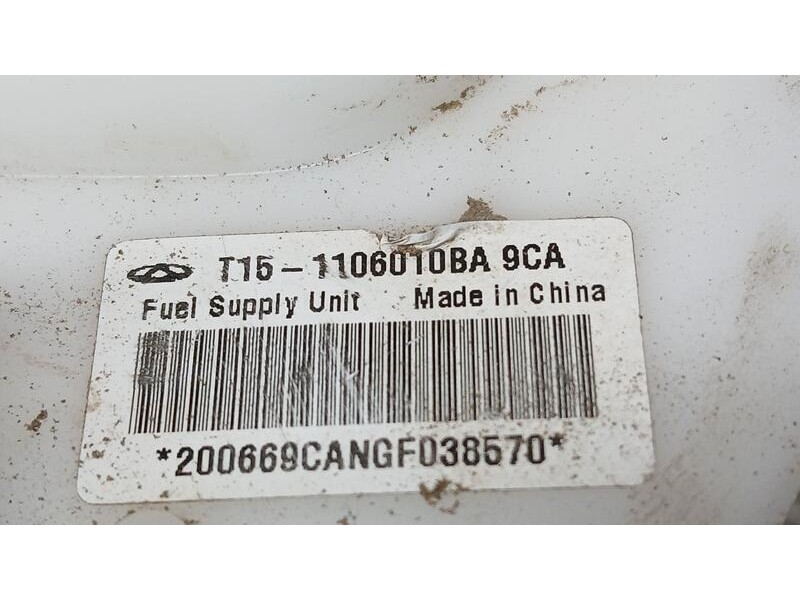 T15-1106010BA 9CA
Fuel Supply Unit Made in China
*200669CANGF038570*